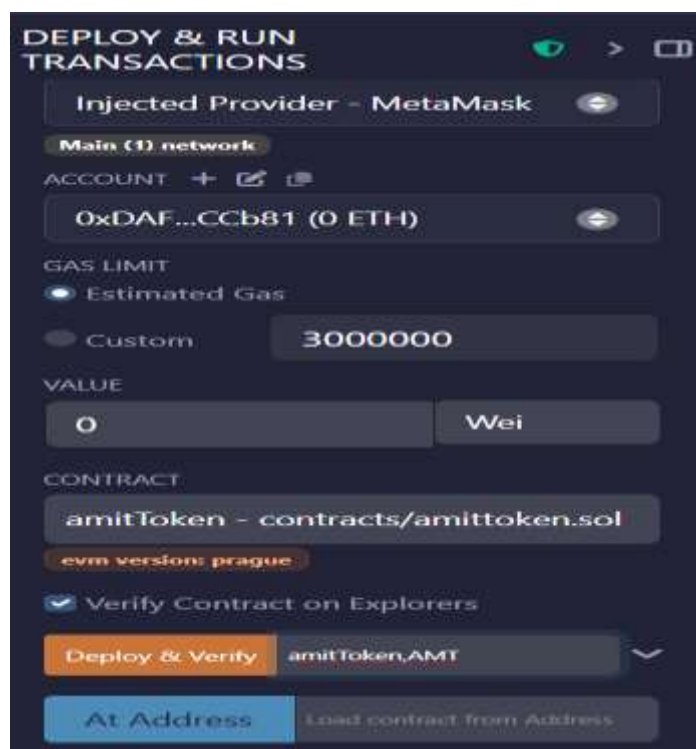 DEPLOY & RUN
TRANSACTIONS
Injected Provider - MetaMask
Main (1) network
ACCOUNT
0xDAF...CCb81 (0 ETH)
GAS LIMIT
Estimated Gas
Custom 3000000
VALUE
0 Wei
CONTRACT
amitToken - contracts/amittoken.sol
evm version: prague
Verify Contract on Explorers
Deploy & Verify amitToken,AMT
At Address Load contract from Address